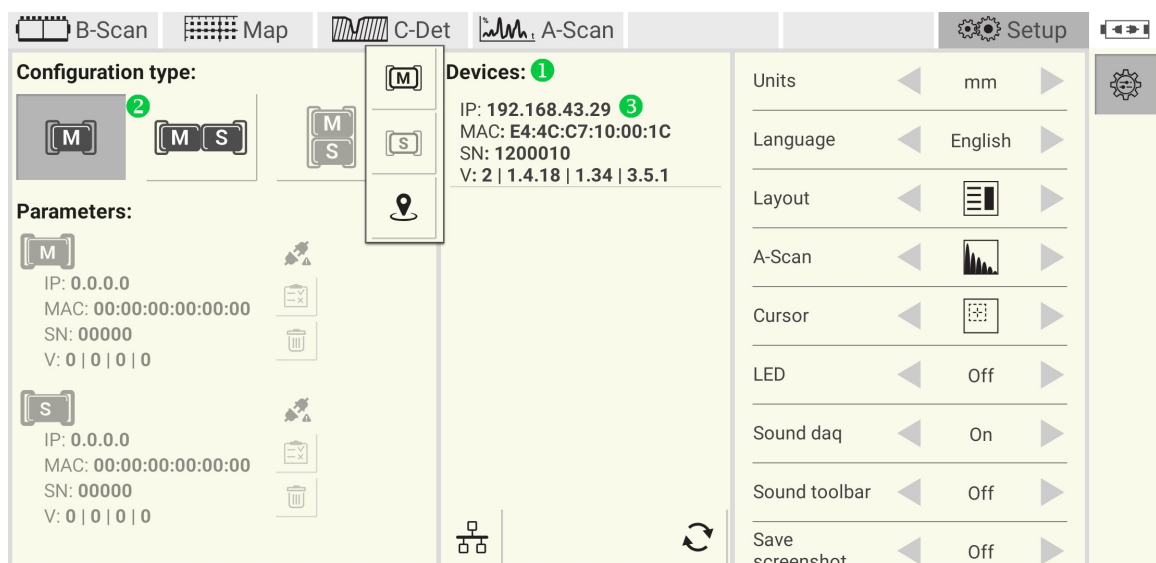 B-Scan
Map
C-Det
A-Scan
Setup
Configuration type:
2
M
M S
M
S
Parameters:
M
IP: 0.0.0.0
MAC: 00:00:00:00:00:00
SN: 00000
V: 0 | 0 | 0 | 0
S
IP: 0.0.0.0
MAC: 00:00:00:00:00:00
SN: 00000
V: 0 | 0 | 0 | 0
M
S
Devices: 1
IP: 192.168.43.29 3
MAC: E4:4C:C7:10:00:1C
SN: 1200010
V: 2 | 1.4.18 | 1.34 | 3.5.1
Units mm
Language English
Layout
A-Scan
Cursor
LED Off
Sound daq On
Sound toolbar Off
Save
screenshot Off